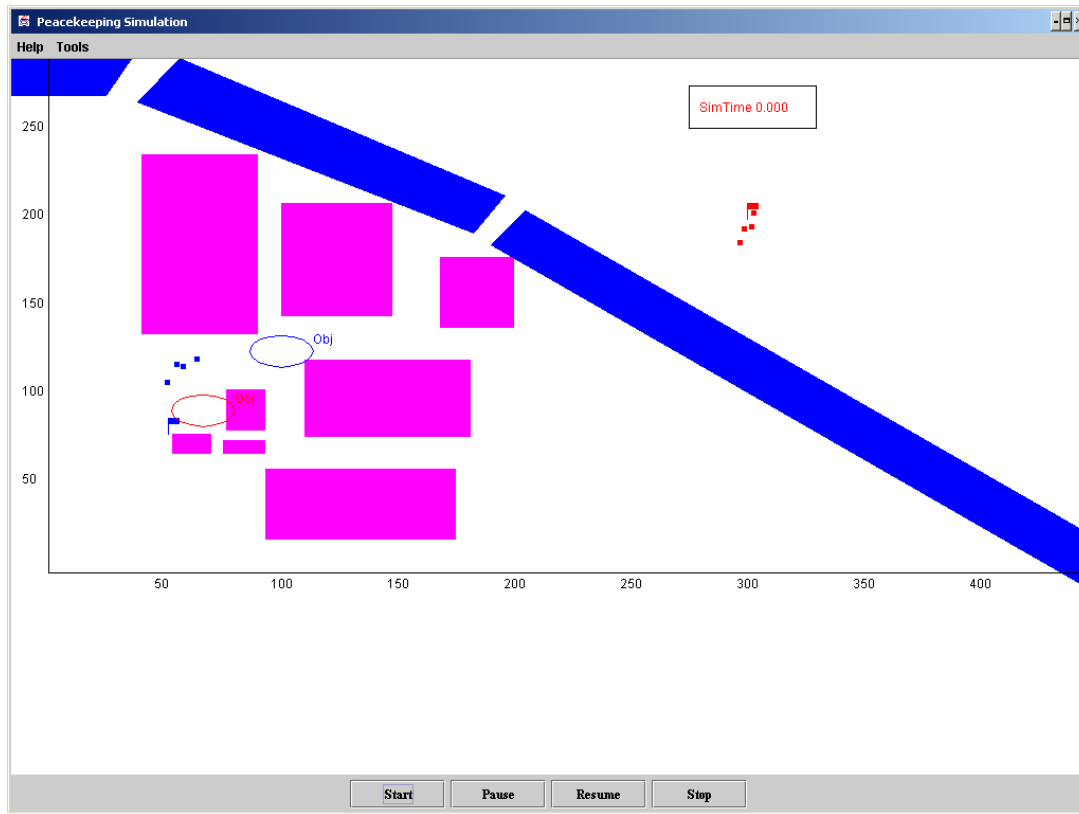 Peacekeeping Simulation
Help Tools
SimTime 0.000
250
200
150
100
50
Obj
Obj
50 100 150 200 250 300 350 400
Start Pause Resume Stop